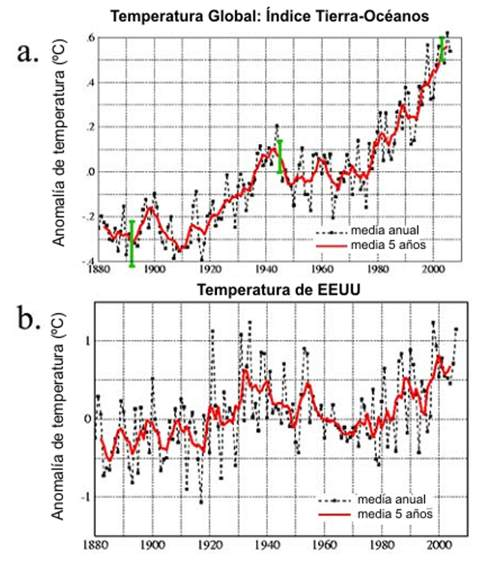 Temperatura Global: Índice Tierra-Océanos
a.
Anomalía de temperatura (ºC)
.6
.4
.2
.0
-.2
-.4
media anual
media 5 años
1880 1900 1920 1940 1960 1980 2000
Temperatura de EEUU
b.
Anomalía de temperatura (ºC)
1
0
-1
media anual
media 5 años
1880 1900 1920 1940 1960 1980 2000